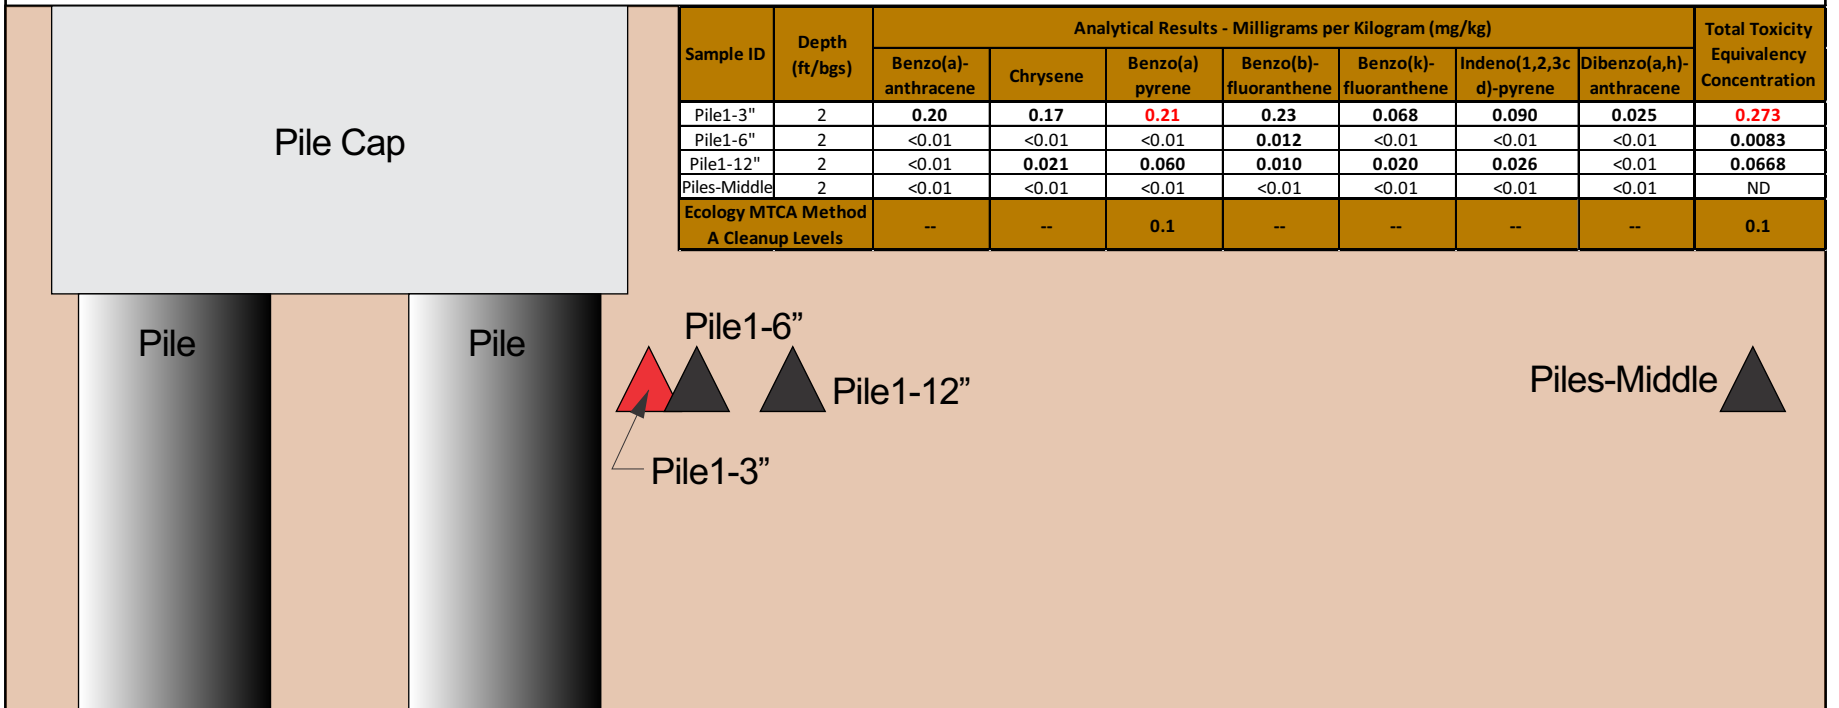 Analytical Results - Milligrams per Kilogram (mg/kg)
Sample ID
Depth
(ft/bgs)
Benzo(a)-
anthracene
Chrysene
Benzo(a)
pyrene
Benzo(b)-
fluoranthene
Benzo(k)-
fluoranthene
Indeno(1,2,3c
d)-pyrene
Dibenzo(a,h)-
anthracene
Total Toxicity
Equivalency
Concentration
Pile1-3" 2 0.20 0.17 0.21 0.23 0.068 0.090 0.025 0.273
Pile1-6" 2 <0.01 <0.01 <0.01 0.012 <0.01 <0.01 <0.01 0.0083
Pile1-12" 2 <0.01 0.021 0.060 0.010 0.020 0.026 <0.01 0.0668
Piles-Middle 2 <0.01 <0.01 <0.01 <0.01 <0.01 <0.01 <0.01 ND
Ecology MTCA Method
A Cleanup Levels
-- -- 0.1 -- -- -- -- 0.1
Pile Cap
Pile
Pile
Pile1-6”
Pile1-12”
Pile1-3”
Piles-Middle